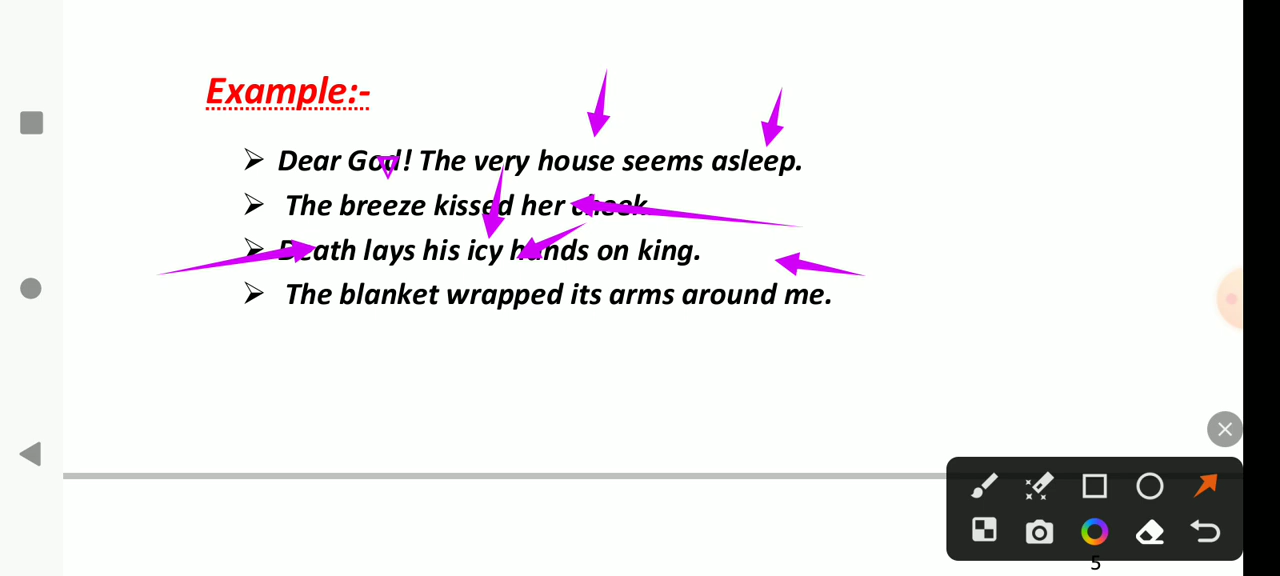 Example:-
➢ Dear God! The very house seems asleep.
➢ The breeze kissed her cheek.
➢ Death lays his icy hands on king.
➢ The blanket wrapped its arms around me.
5